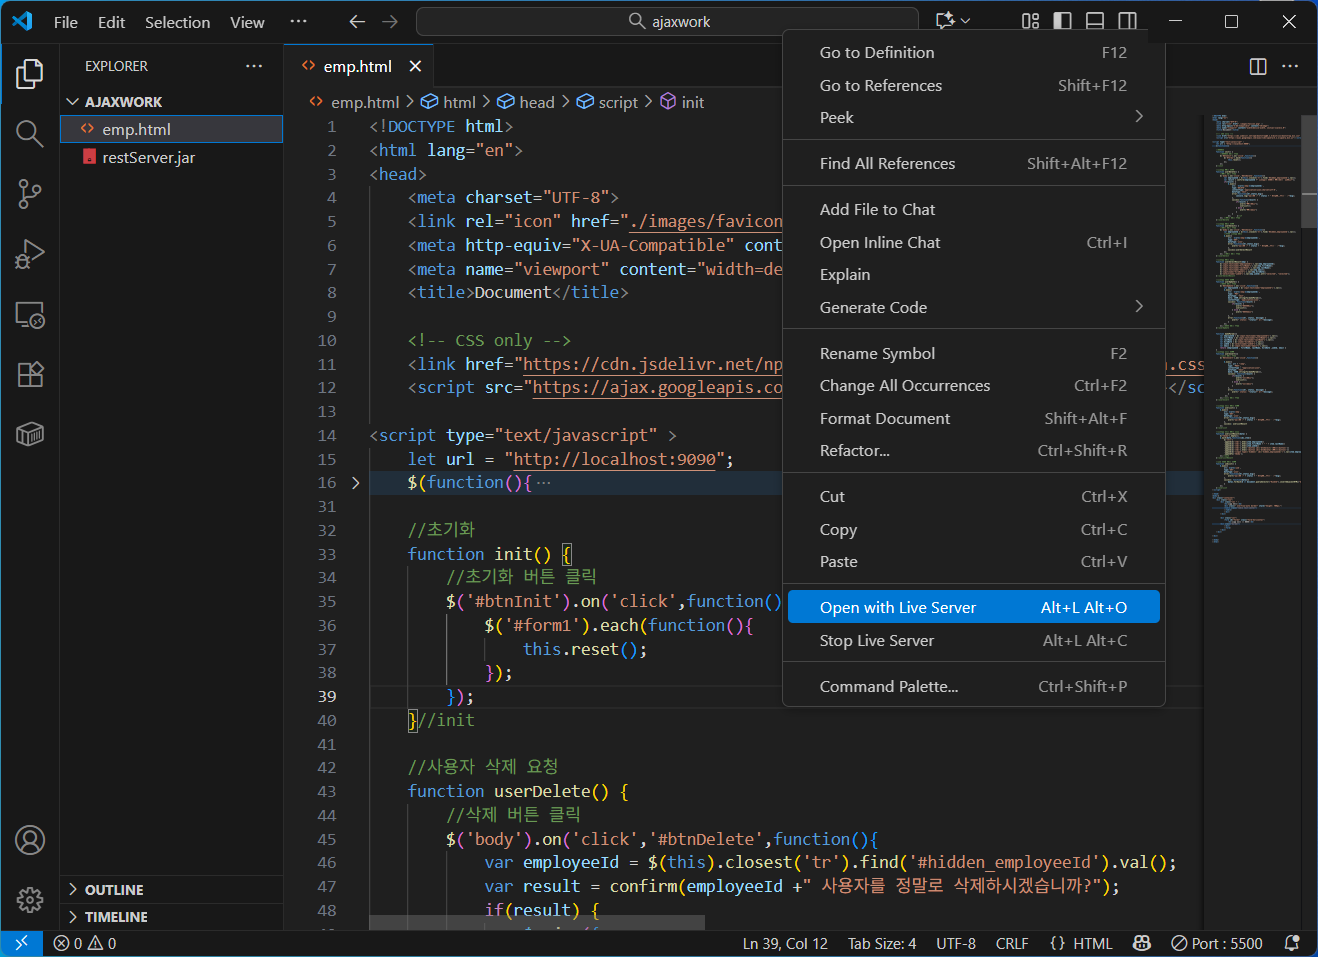 File Edit Selection View ··· ajaxwork
EXPLORER ···
AJAXWORK
emp.html
restServer.jar
OUTLINE
TIMELINE
emp.html
emp.html > html > head > script > init
1 <!DOCTYPE html>
2 <html lang="en">
3 <head>
4 <meta charset="UTF-8">
5 <link rel="icon" href="./images/favicon
6 <meta http-equiv="X-UA-Compatible" cont
7 <meta name="viewport" content="width=de
8 <title>Document</title>
9
10 <!-- CSS only -->
11 <link href="https://cdn.jsdelivr.net/np n.css
12 <script src="https://ajax.googleapis.co ></sc
13
14 <script type="text/javascript" >
15 let url = "http://localhost:9090";
16 $(function(){ ···
31
32 //초기화
33 function init() {
34 //초기화 버튼 클릭
35 $('#btnInit').on('click',function()
36 $('#form1').each(function(){
37 this.reset();
38 });
39 });
40 }//init
41
42 //사용자 삭제 요청
43 function userDelete() {
44 //삭제 버튼 클릭
45 $('body').on('click','#btnDelete',function(){
46 var employeeId = $(this).closest('tr').find('#hidden_employeeId').val();
47 var result = confirm(employeeId +" 사용자를 정말로 삭제하시겠습니까?");
48 if(result) {
Go to Definition F12
Go to References Shift+F12
Peek
Find All References Shift+Alt+F12
Add File to Chat
Open Inline Chat Ctrl+I
Explain
Generate Code
Rename Symbol F2
Change All Occurrences Ctrl+F2
Format Document Shift+Alt+F
Refactor... Ctrl+Shift+R
Cut Ctrl+X
Copy Ctrl+C
Paste Ctrl+V
Open with Live Server Alt+L Alt+O
Stop Live Server Alt+L Alt+C
Command Palette... Ctrl+Shift+P
0 0 Ln 39, Col 12 Tab Size: 4 UTF-8 CRLF {} HTML Port : 5500